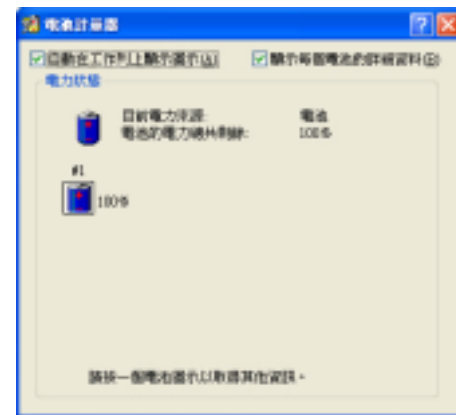 電池計量器
自動在工作列上顯示圖示(A)
顯示每個電池的詳細資料(E)
電力狀態
目前電力來源: 電池
電池的電力總共剩餘: 100%
#1
100%
請按一個電池圖示以取得其他資訊。